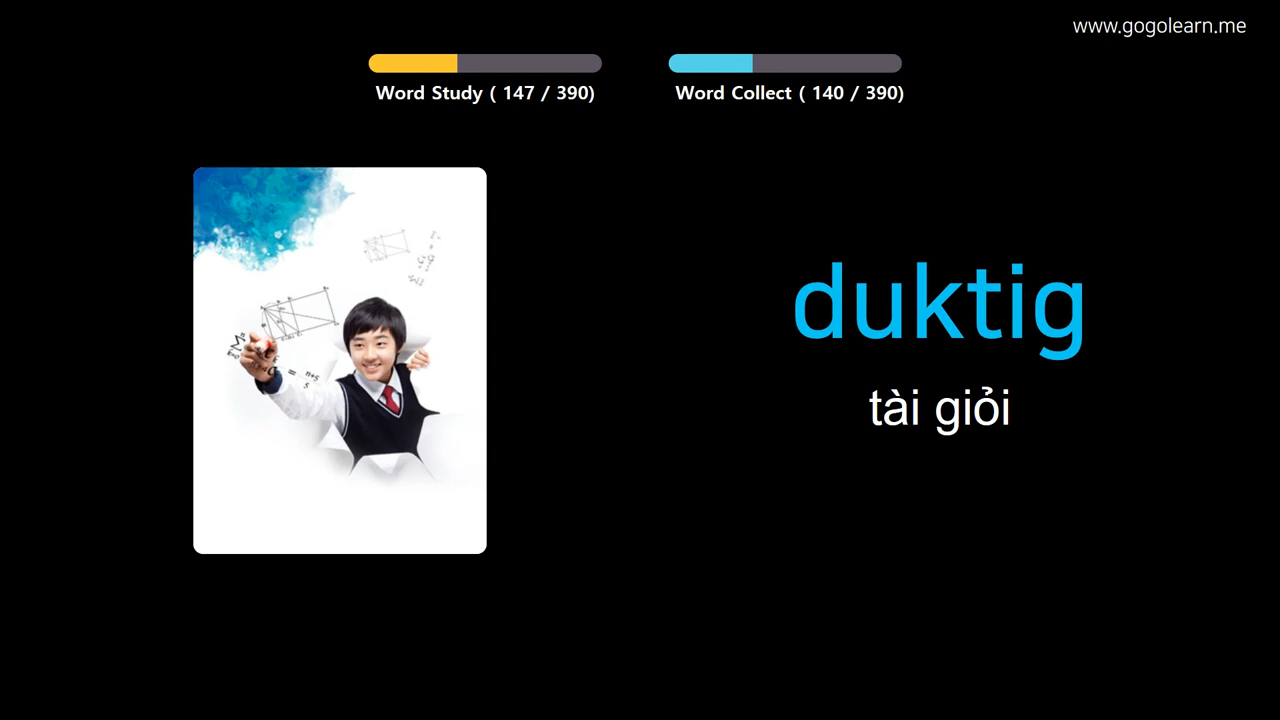 www.gogolearn.me
Word Study ( 147 / 390)
Word Collect ( 140 / 390)
duktig
tài giỏi